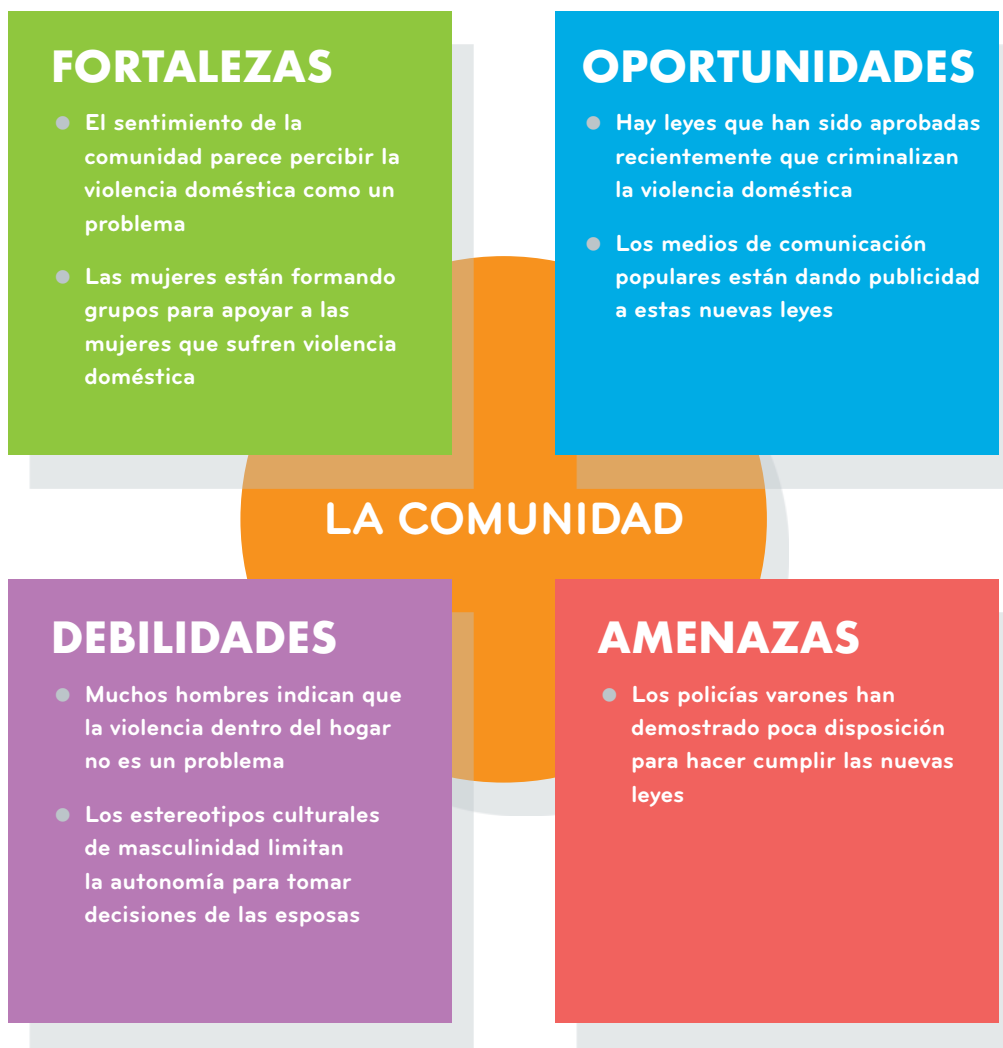 FORTALEZAS
El sentimiento de la
comunidad parece percibir la
violencia doméstica como un
problema
Las mujeres están formando
grupos para apoyar a las
mujeres que sufren violencia
doméstica
OPORTUNIDADES
Hay leyes que han sido aprobadas
recientemente que criminalizan
la violencia doméstica
Los medios de comunicación
populares están dando publicidad
a estas nuevas leyes
LA COMUNIDAD
DEBILIDADES
Muchos hombres indican que
la violencia dentro del hogar
no es un problema
Los estereotipos culturales
de masculinidad limitan
la autonomía para tomar
decisiones de las esposas
AMENAZAS
Los policías varones han
demostrado poca disposición
para hacer cumplir las nuevas
leyes